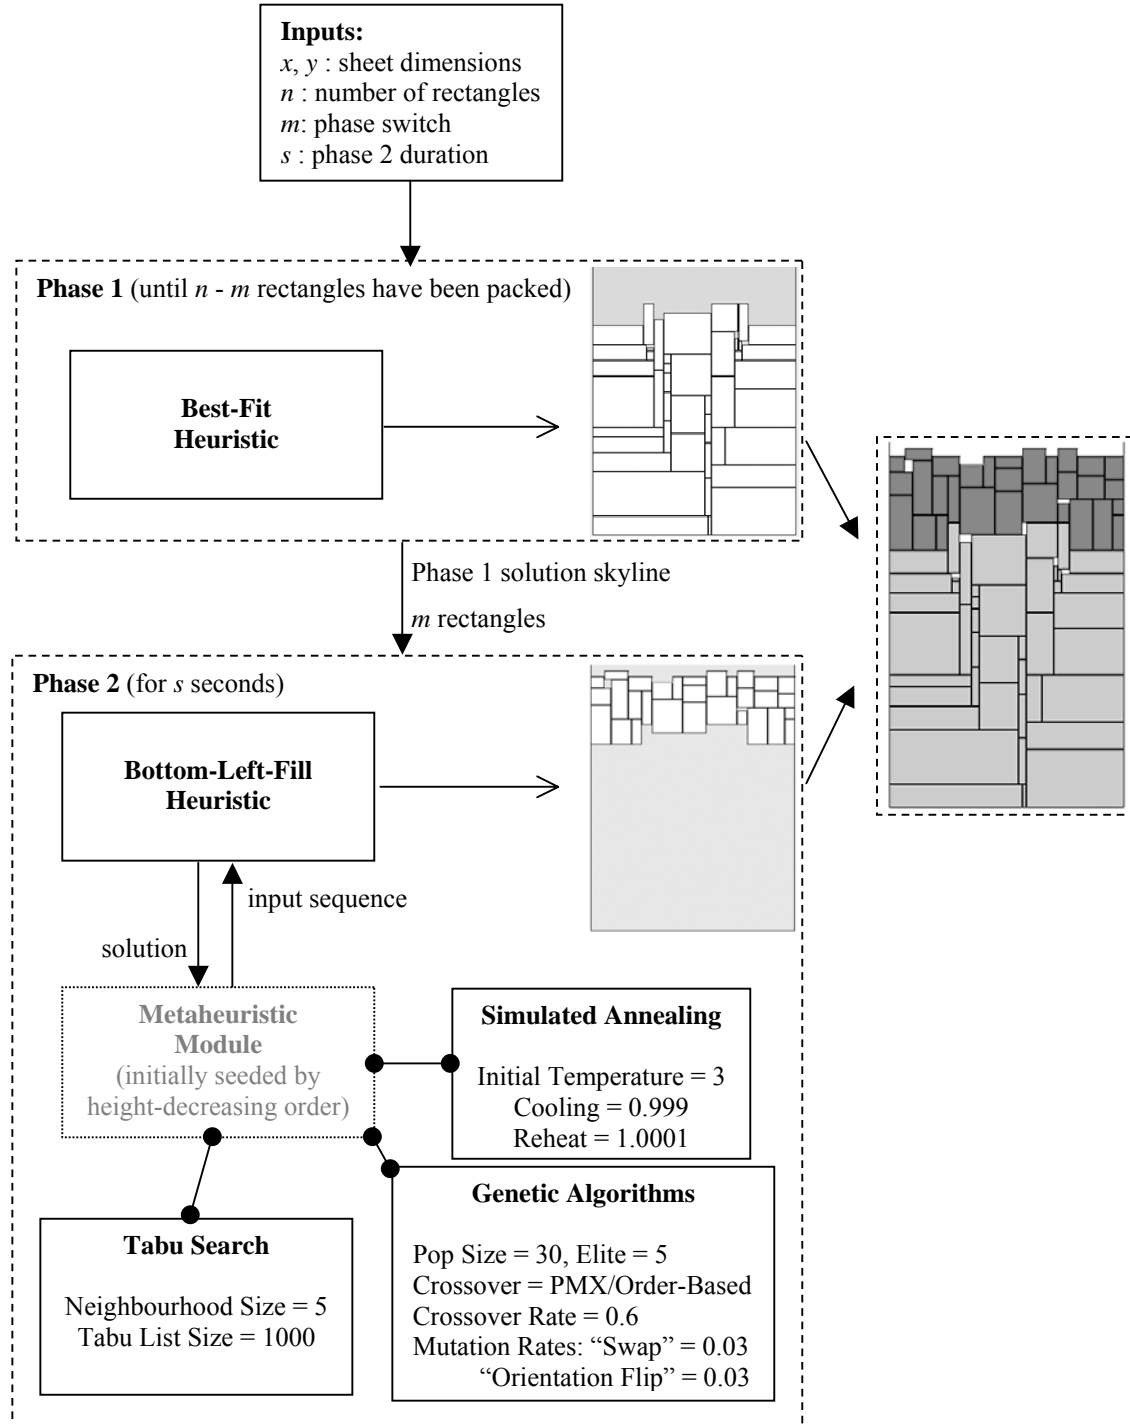 Inputs:
x, y : sheet dimensions
n : number of rectangles
m: phase switch
s : phase 2 duration
Phase 1 (until n - m rectangles have been packed)
Best-Fit
Heuristic
Phase 1 solution skyline
m rectangles
Phase 2 (for s seconds)
Bottom-Left-Fill
Heuristic
input sequence
solution
Metaheuristic
Module
(initially seeded by
height-decreasing order)
Simulated Annealing
Initial Temperature = 3
Cooling = 0.999
Reheat = 1.0001
Tabu Search
Neighbourhood Size = 5
Tabu List Size = 1000
Genetic Algorithms
Pop Size = 30, Elite = 5
Crossover = PMX/Order-Based
Crossover Rate = 0.6
Mutation Rates: “Swap” = 0.03
“Orientation Flip” = 0.03